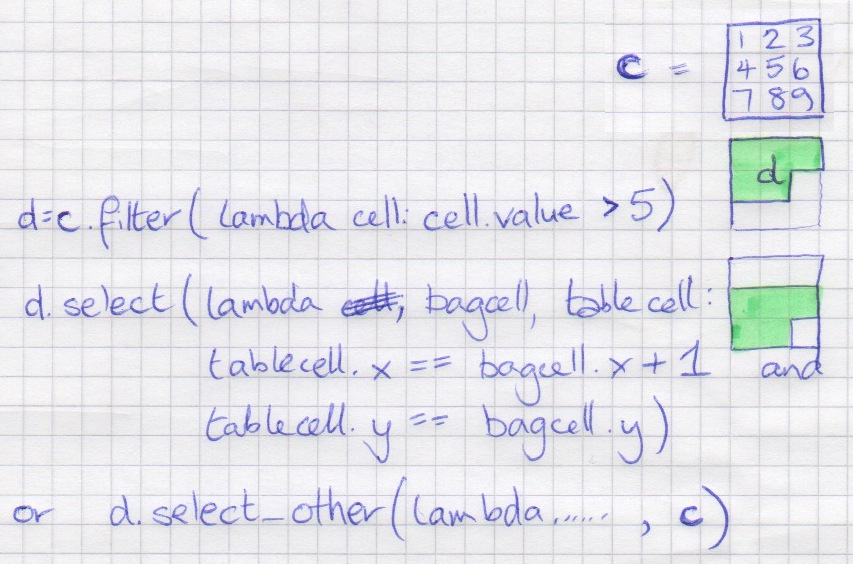 c = 1 2 3
4 5 6
7 8 9
d
d=c.filter( lambda cell: cell.value > 5)
d.select( lambda , bagcell, tablecell:
tablecell.x == bagcell.x + 1 and
tablecell.y == bagcell.y)
or d.select_other( lambda ...... , c)